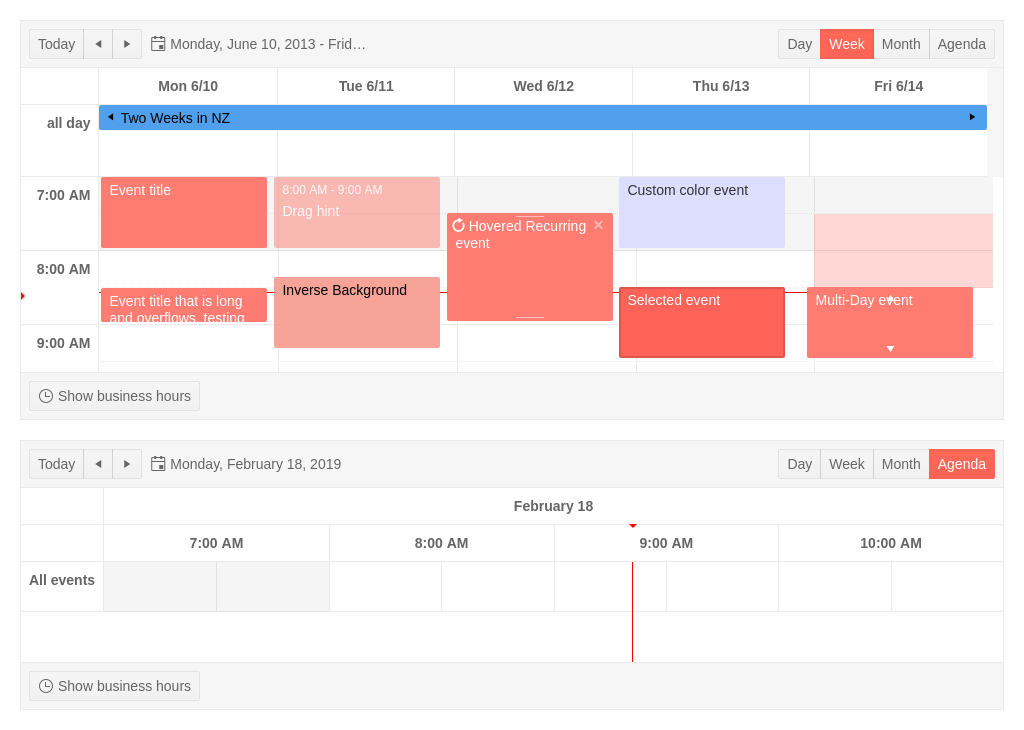 Today Monday, June 10, 2013 - Frid… Day Week Month Agenda
Mon 6/10 Tue 6/11 Wed 6/12 Thu 6/13 Fri 6/14
all day Two Weeks in NZ
7:00 AM Event title 8:00 AM - 9:00 AM Custom color event
Drag hint
Hovered Recurring
event
8:00 AM
Inverse Background
Event title that is long Selected event Multi-Day event
and overflows, testing
9:00 AM
Show business hours
Today Monday, February 18, 2019 Day Week Month Agenda
February 18
7:00 AM 8:00 AM 9:00 AM 10:00 AM
All events
Show business hours